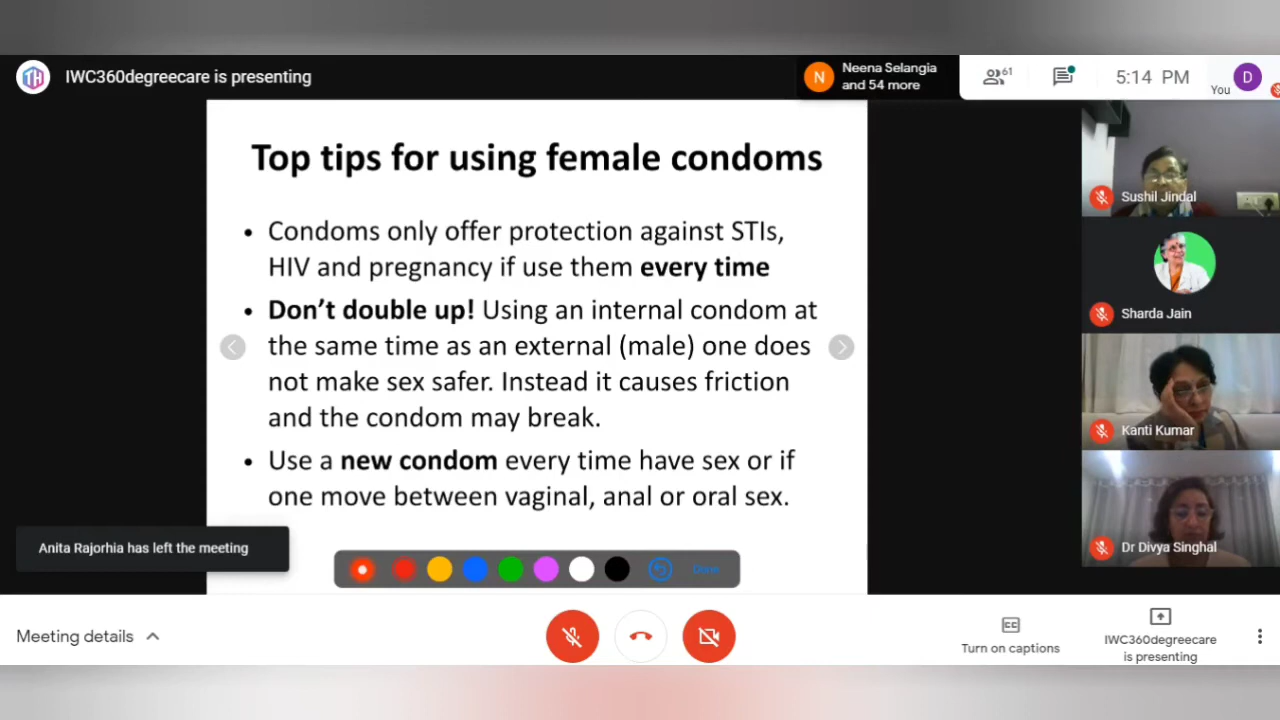 IWC360degreecare is presenting
N
Neena Selangia
and 54 more
61
5:14 PM
You
D
Top tips for using female condoms
• Condoms only offer protection against STIs,
HIV and pregnancy if use them every time
• Don't double up! Using an internal condom at
the same time as an external (male) one does
not make sex safer. Instead it causes friction
and the condom may break.
• Use a new condom every time have sex or if
one move between vaginal, anal or oral sex.
Sushil Jindal
Sharda Jain
Kanti Kumar
Dr Divya Singhal
Anita Rajorhia has left the meeting
Done
Meeting details
CC
Turn on captions
IWC360degreecare
is presenting